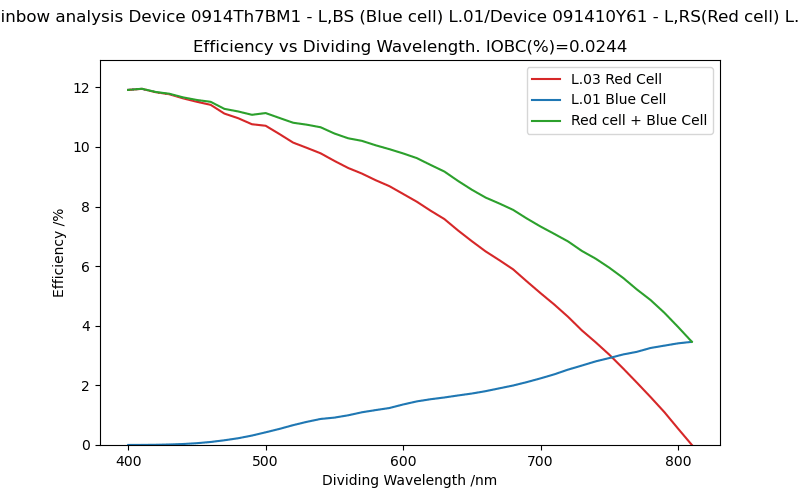 inbow analysis Device 0914Th7BM1 - L,BS (Blue cell) L.01/Device 091410Y61 - L,RS(Red cell) L.
Efficiency vs Dividing Wavelength. IOBC(%)=0.0244
L.03 Red Cell
L.01 Blue Cell
Red cell + Blue Cell
Efficiency /%
12
10
8
6
4
2
0
400 500 600 700 800
Dividing Wavelength /nm